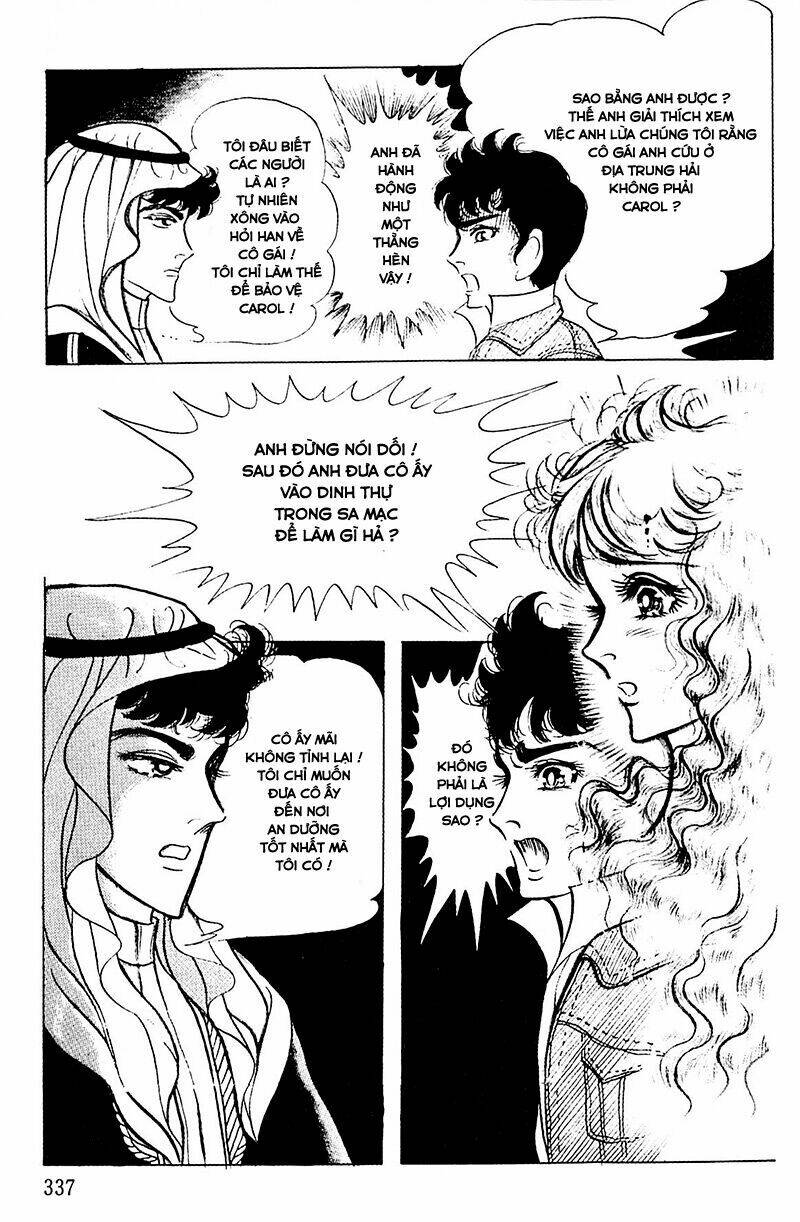 SAO BẰNG ANH ĐƯỢC ?
THẾ ANH GIẢI THÍCH XEM
VIỆC ANH LỪA CHÚNG TÔI RẰNG
CÔ GÁI ANH CỨU Ở
ĐỊA TRUNG HẢI
KHÔNG PHẢI
CAROL ?
ANH ĐÃ
HÀNH
ĐỘNG
NHƯ
MỘT
THẰNG
HÈN
VẬY !
TÔI ĐÂU BIẾT
CÁC NGƯỜI
LÀ AI ?
TỰ NHIÊN
XÔNG VÀO
HỎI HAN VỀ
CÔ GÁI !
TÔI CHỈ LÀM THẾ
ĐỂ BẢO VỆ
CAROL !
ANH ĐỪNG NÓI DỐI !
SAU ĐÓ ANH ĐƯA CÔ ẤY
VÀO DINH THỰ
TRONG SA MẠC
ĐỂ LÀM GÌ HẢ ?
ĐÓ
KHÔNG
PHẢI LÀ
LỢI DỤNG
SAO ?
CÔ ẤY MÃI
KHÔNG TỈNH LẠI !
TÔI CHỈ MUỐN
ĐƯA CÔ ẤY
ĐẾN NƠI
AN DƯỠNG
TỐT NHẤT MÀ
TÔI CÓ !
337